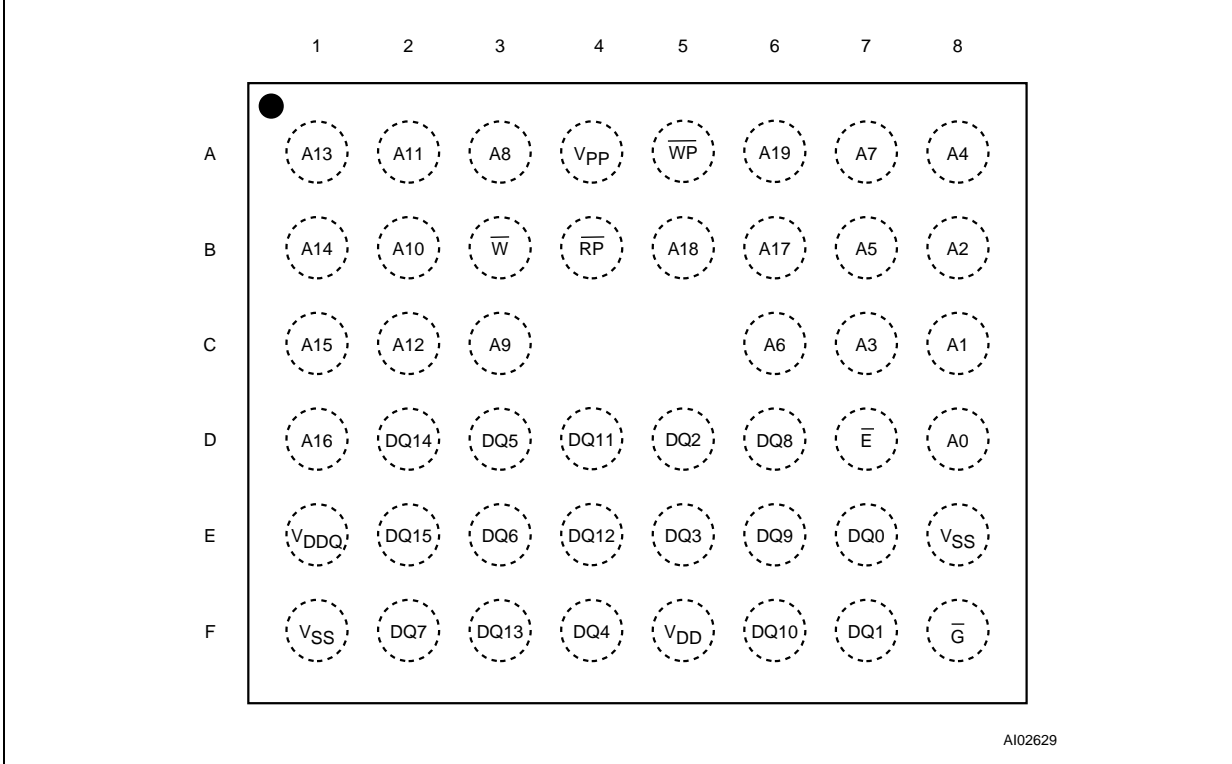 1 2 3 4 5 6 7 8
A A13 A11 A8 VPP W̅P̅ A19 A7 A4
B A14 A10 W̅ R̅P̅ A18 A17 A5 A2
C A15 A12 A9 A6 A3 A1
D A16 DQ14 DQ5 DQ11 DQ2 DQ8 E̅ A0
E VDDQ DQ15 DQ6 DQ12 DQ3 DQ9 DQ0 VSS
F VSS DQ7 DQ13 DQ4 VDD DQ10 DQ1 G̅
AI02629